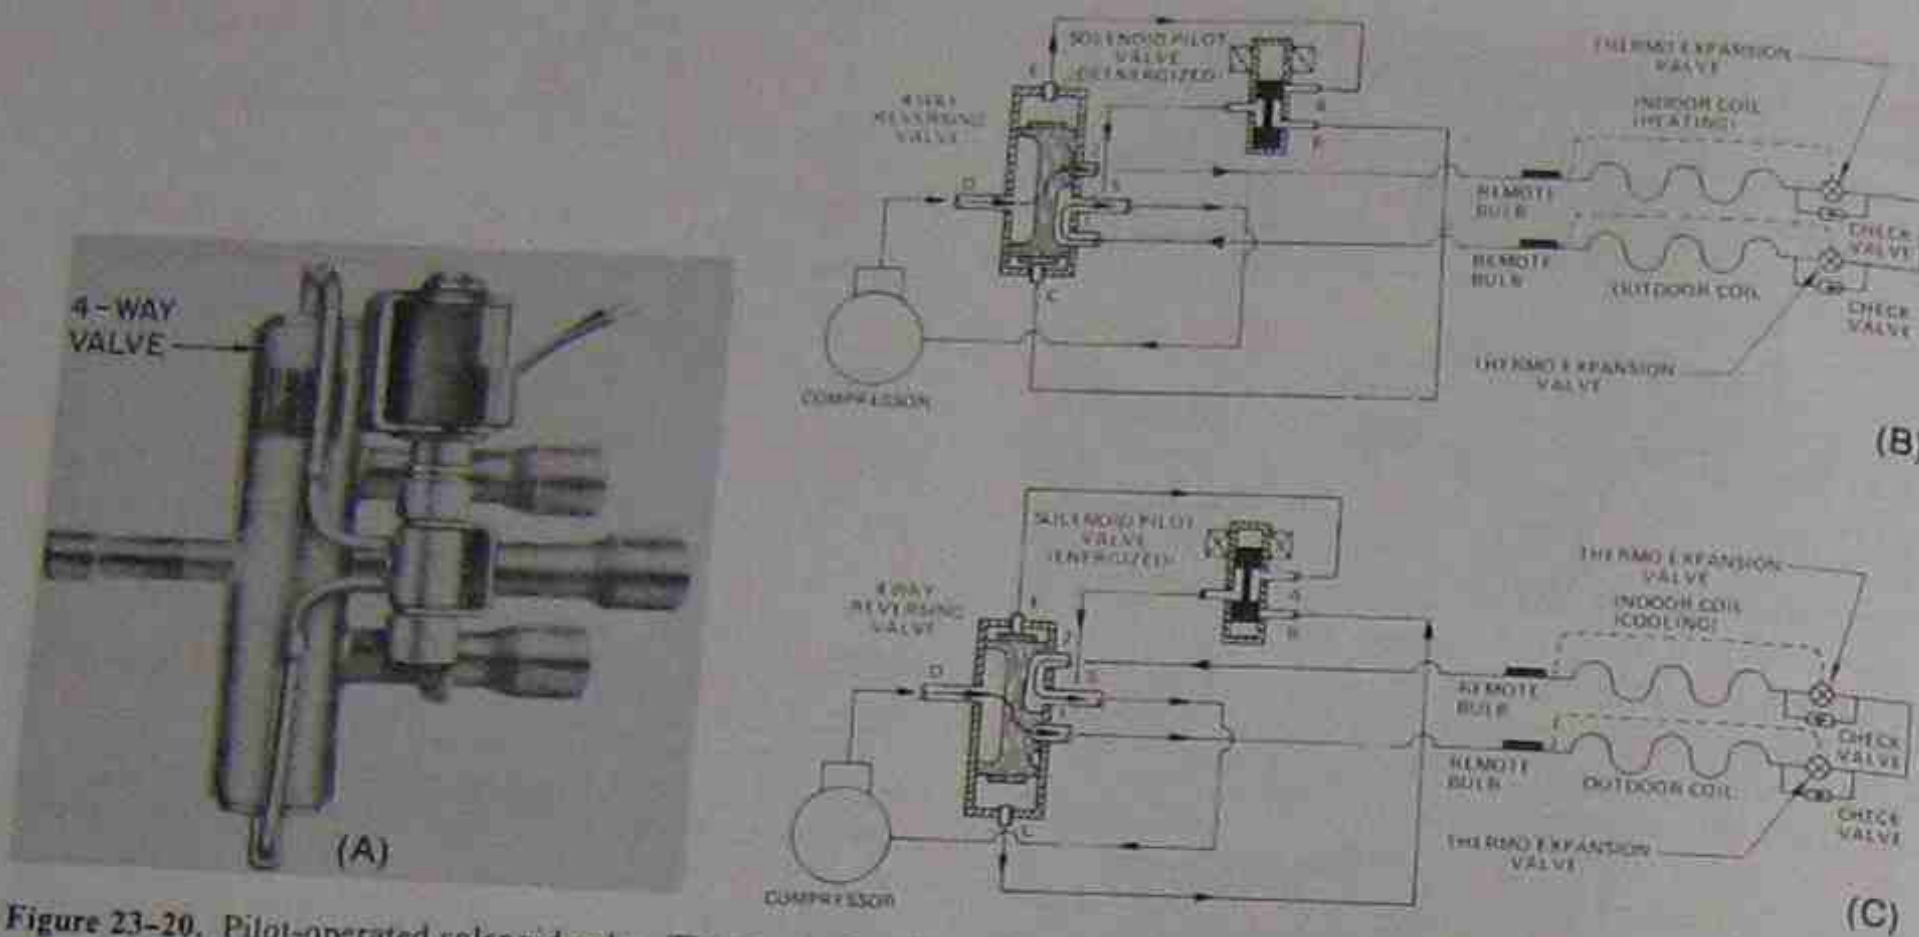 4-WAY
VALVE
(A)
SOLENOID PILOT
VALVE
(DEENERGIZED)
4 WAY
REVERSING
VALVE
D
S
C
COMPRESSOR
THERMO EXPANSION
VALVE
INDOOR COIL
(HEATING)
REMOTE
BULB
CHECK
VALVE
REMOTE
BULB
OUTDOOR COIL
CHECK
VALVE
THERMO EXPANSION
VALVE
(B)
SOLENOID PILOT
VALVE
(ENERGIZED)
4 WAY
REVERSING
VALVE
D
S
COMPRESSOR
THERMO EXPANSION
VALVE
INDOOR COIL
(COOLING)
REMOTE
BULB
CHECK
VALVE
REMOTE
BULB
OUTDOOR COIL
CHECK
VALVE
THERMO EXPANSION
VALVE
(C)
Figure 23-20. Pilot-operated solenoid